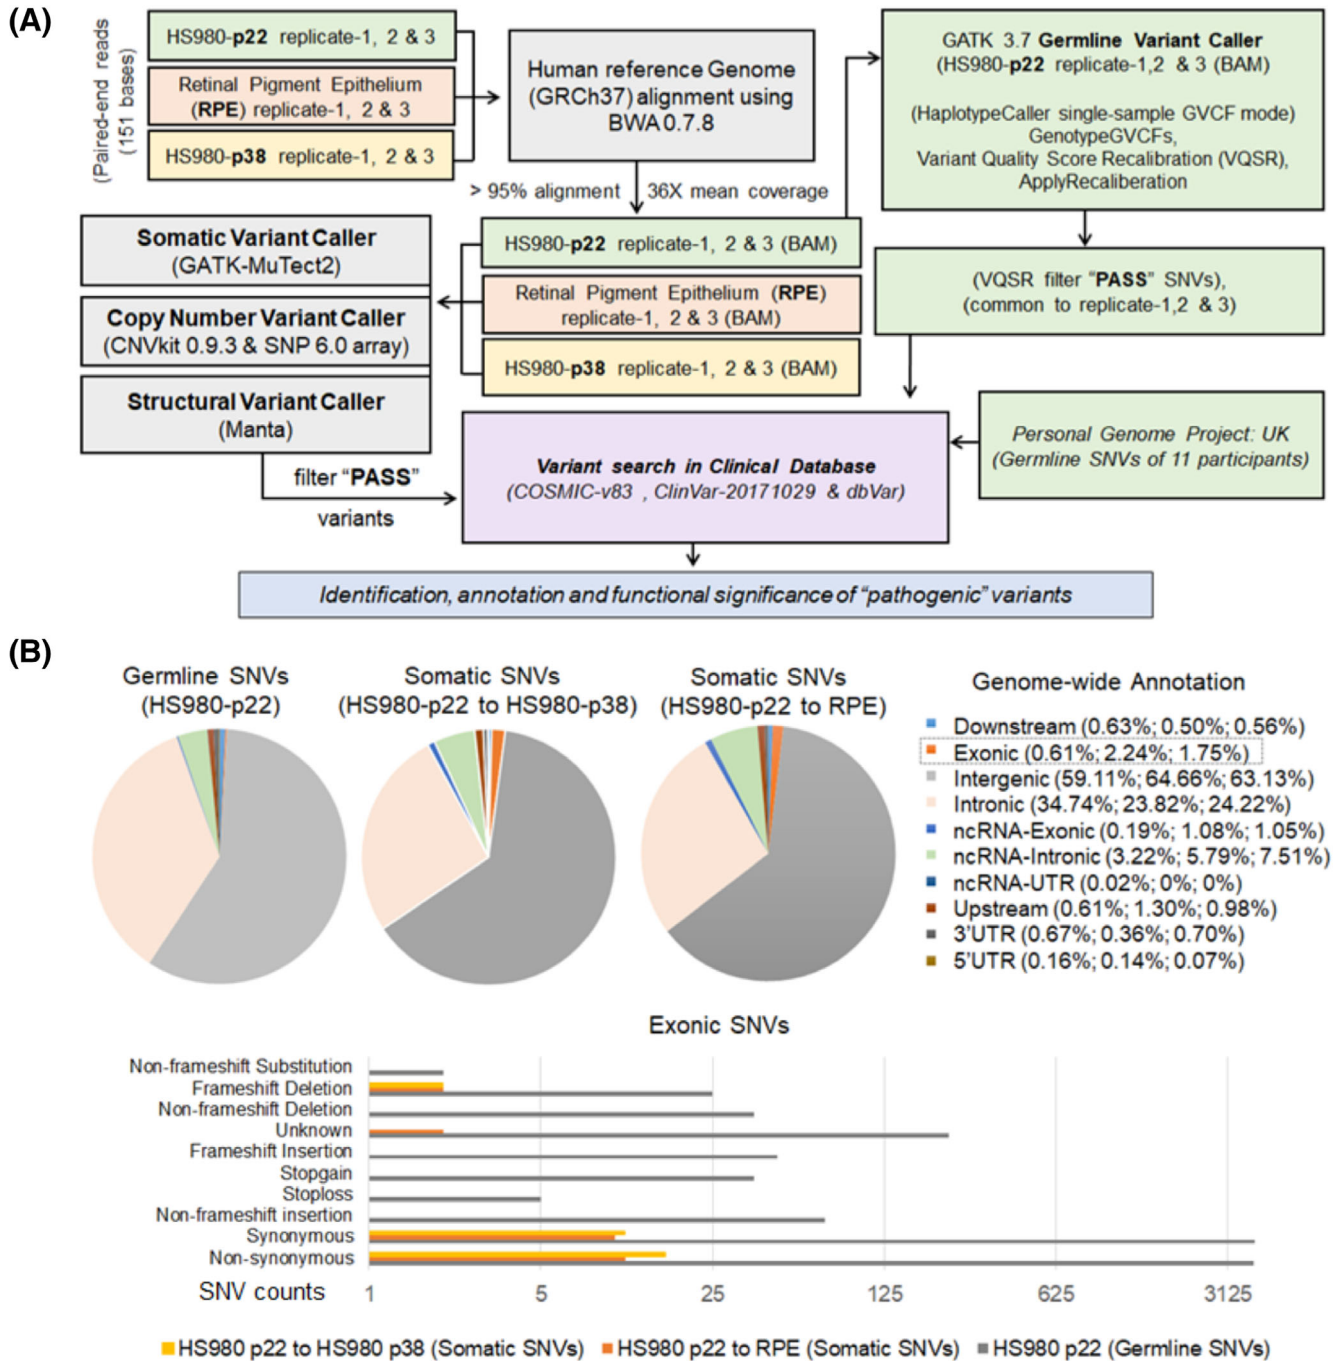 (A)
(Paired-end reads
(151 bases)
HS980-p22 replicate-1, 2 & 3
Retinal Pigment Epithelium
(RPE) replicate-1, 2 & 3
HS980-p38 replicate-1, 2 & 3
Human reference Genome
(GRCh37) alignment using
BWA 0.7.8
> 95% alignment
36X mean coverage
GATK 3.7 Germline Variant Caller
(HS980-p22 replicate-1,2 & 3 (BAM)
(HaplotypeCaller single-sample GVCF mode)
GenotypeGVCFs,
Variant Quality Score Recalibration (VQSR),
ApplyRecaliberation
Somatic Variant Caller
(GATK-MuTect2)
Copy Number Variant Caller
(CNVkit 0.9.3 & SNP 6.0 array)
Structural Variant Caller
(Manta)
HS980-p22 replicate-1, 2 & 3 (BAM)
Retinal Pigment Epithelium (RPE)
replicate-1, 2 & 3 (BAM)
HS980-p38 replicate-1, 2 & 3 (BAM)
(VQSR filter “PASS” SNVs),
(common to replicate-1,2 & 3)
filter “PASS”
variants
Variant search in Clinical Database
(COSMIC-v83 , ClinVar-20171029 & dbVar)
Personal Genome Project: UK
(Germline SNVs of 11 participants)
Identification, annotation and functional significance of “pathogenic” variants
(B)
Germline SNVs
(HS980-p22)
Somatic SNVs
(HS980-p22 to HS980-p38)
Somatic SNVs
(HS980-p22 to RPE)
Genome-wide Annotation
Downstream (0.63%; 0.50%; 0.56%)
Exonic (0.61%; 2.24%; 1.75%)
Intergenic (59.11%; 64.66%; 63.13%)
Intronic (34.74%; 23.82%; 24.22%)
ncRNA-Exonic (0.19%; 1.08%; 1.05%)
ncRNA-Intronic (3.22%; 5.79%; 7.51%)
ncRNA-UTR (0.02%; 0%; 0%)
Upstream (0.61%; 1.30%; 0.98%)
3’UTR (0.67%; 0.36%; 0.70%)
5’UTR (0.16%; 0.14%; 0.07%)
Exonic SNVs
Non-frameshift Substitution
Frameshift Deletion
Non-frameshift Deletion
Unknown
Frameshift Insertion
Stopgain
Stoploss
Non-frameshift insertion
Synonymous
Non-synonymous
SNV counts
1 5 25 125 625 3125
HS980 p22 to HS980 p38 (Somatic SNVs)
HS980 p22 to RPE (Somatic SNVs)
HS980 p22 (Germline SNVs)